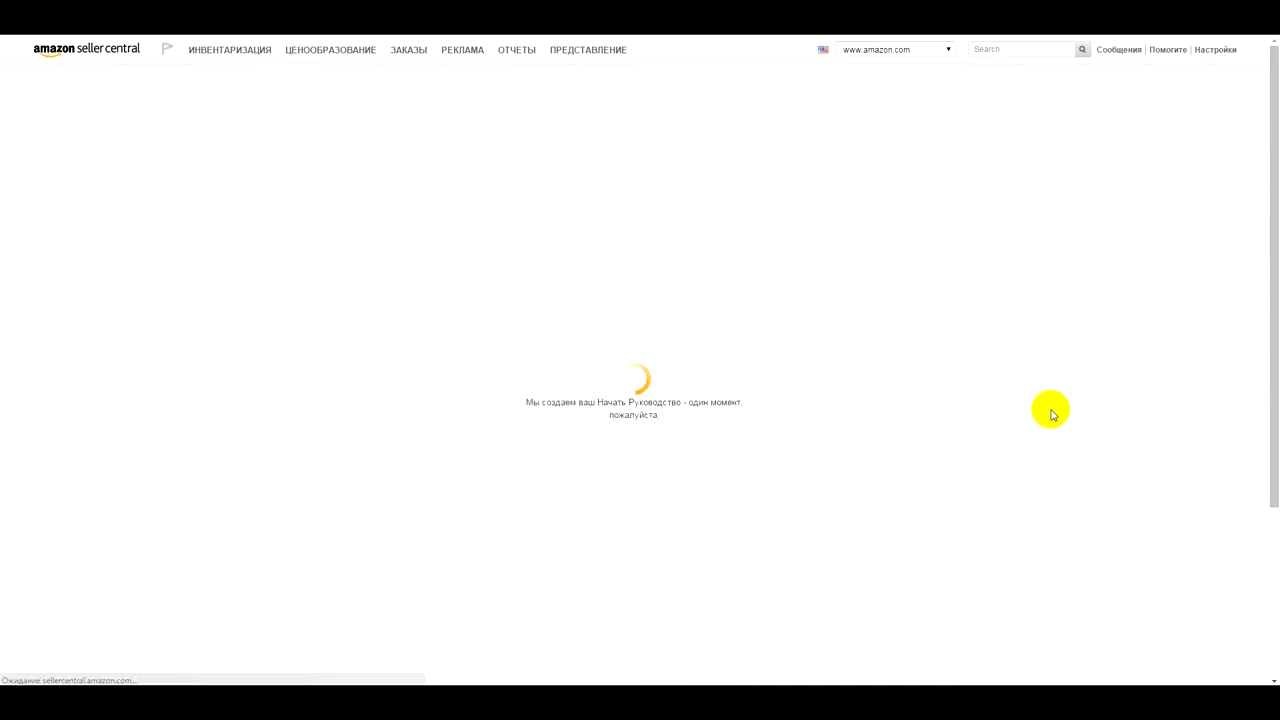 amazon seller central ИНВЕНТАРИЗАЦИЯ ЦЕНООБРАЗОВАНИЕ ЗАКАЗЫ РЕКЛАМА ОТЧЕТЫ ПРЕДСТАВЛЕНИЕ www.amazon.com Search Сообщения | Помогите | Настройки
Мы создаем ваш Начать Руководство - один момент,
пожалуйста.
Ожидание sellercentral.amazon.com...